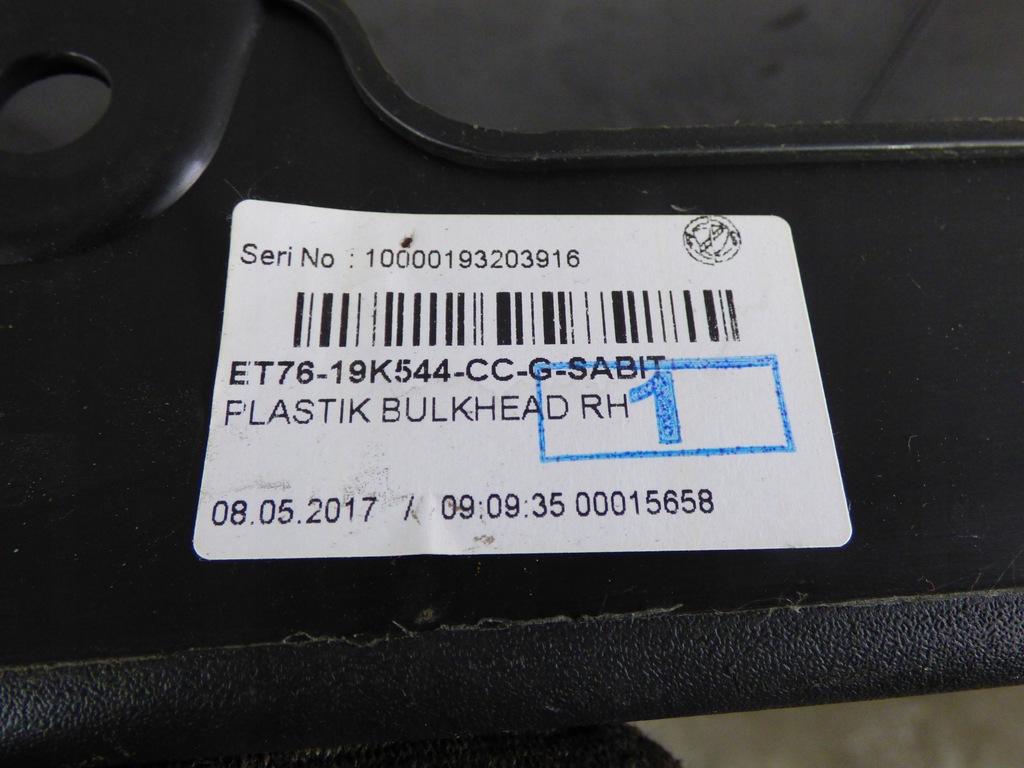 Seri No : 10000193203916
ET76-19K544-CC-G-SABIT
PLASTIK BULKHEAD RH
1
08.05.2017 / 09:09:35 00015658